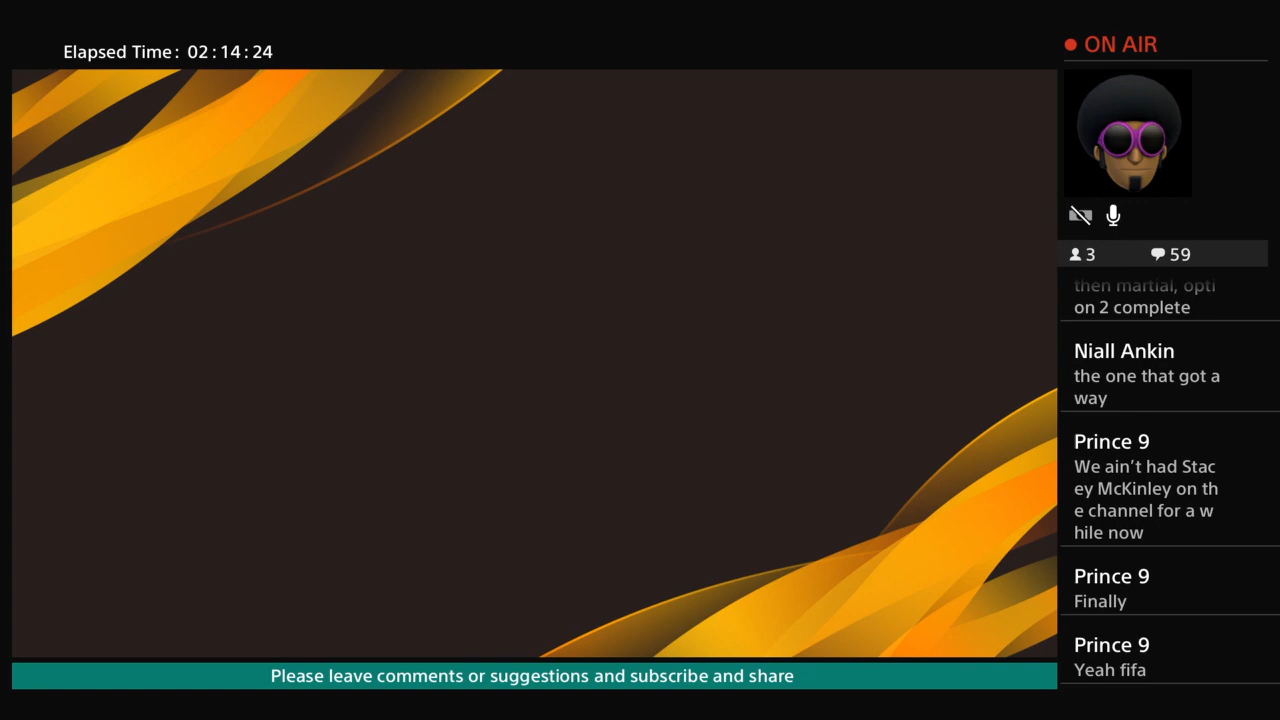 Elapsed Time: 02:14:24
ON AIR
3 59
then martial, opti
on 2 complete
Niall Ankin
the one that got a
way
Prince 9
We ain’t had Stac
ey McKinley on th
e channel for a w
hile now
Prince 9
Finally
Prince 9
Yeah fifa
Please leave comments or suggestions and subscribe and share